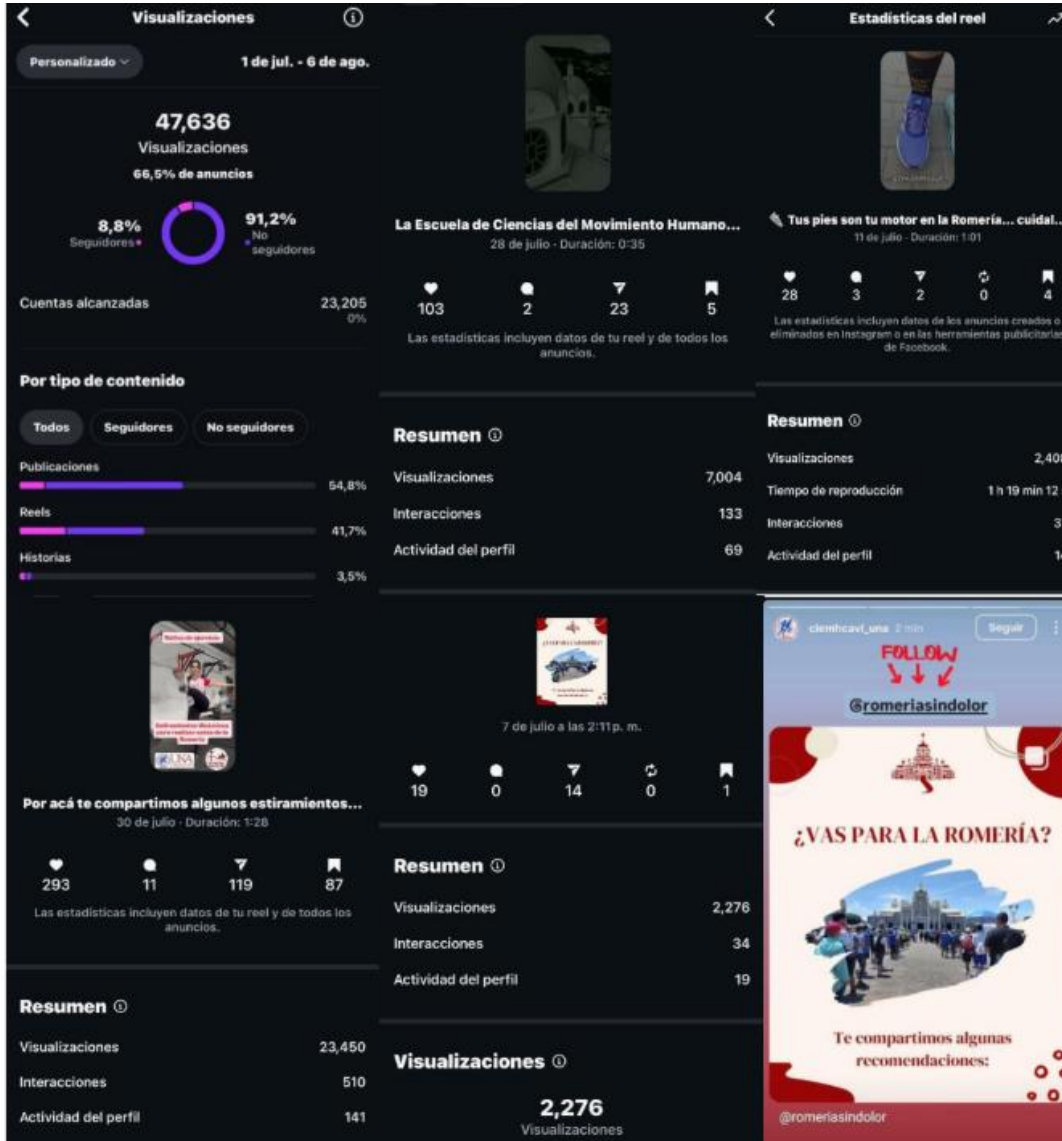 Visualizaciones
Personalizado
1 de jul. - 6 de ago.
47,636
Visualizaciones
66,5% de anuncios
8,8%
Seguidores
91,2%
No
seguidores
Cuentas alcanzadas 23,205
0%
Por tipo de contenido
Todos Seguidores No seguidores
Publicaciones
54,8%
Reels
41,7%
Historias
3,5%
La Escuela de Ciencias del Movimiento Humano...
28 de julio · Duración: 0:35
103 2 23 5
Las estadísticas incluyen datos de tu reel y de todos los
anuncios.
Resumen
Visualizaciones 7,004
Interacciones 133
Actividad del perfil 69
Estadísticas del reel
Tus pies son tu motor en la Romería... cuidal...
11 de julio · Duración: 1:01
28 3 2 0 4
Las estadísticas incluyen datos de los anuncios creados o
eliminados en Instagram o en las herramientas publicitarias
de Facebook.
Resumen
Visualizaciones
Tiempo de reproducción 1 h 19 min 12
Interacciones
Actividad del perfil
UNA
Por acá te compartimos algunos estiramientos...
30 de julio · Duración: 1:28
293 11 119 87
Las estadísticas incluyen datos de tu reel y de todos los
anuncios.
Resumen
Visualizaciones 23,450
Interacciones 510
Actividad del perfil 141
7 de julio a las 2:11 p. m.
19 0 14 0 1
Resumen
Visualizaciones 2,276
Interacciones 34
Actividad del perfil 19
Visualizaciones
2,276
Visualizaciones
2 min
Seguir
FOLLOW
@romeriasindolor
¿VAS PARA LA ROMERÍA?
Te compartimos algunas
recomendaciones:
@romeriasindolor